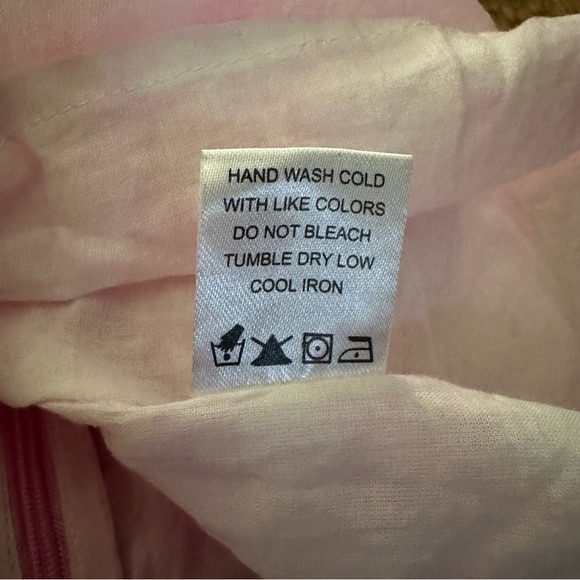 HAND WASH COLD
WITH LIKE COLORS
DO NOT BLEACH
TUMBLE DRY LOW
COOL IRON